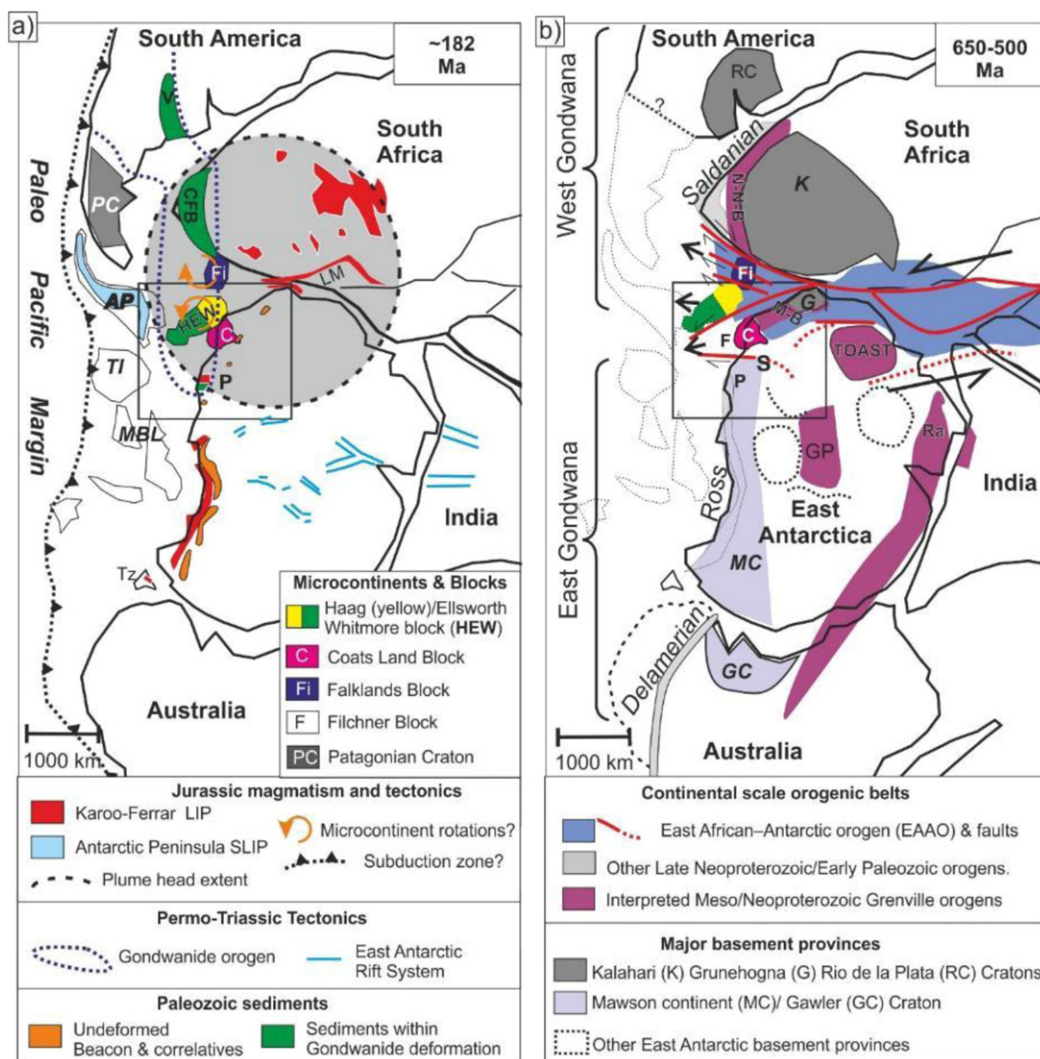 a)
South America
~182
Ma
V
South
Africa
Paleo
Pacific
Margin
PC
CFB
Fi
LM
AP
HEW
C
TI
P
MBL
India
Tz
Australia
1000 km
Microcontinents & Blocks
Haag (yellow)/Ellsworth
Whitmore block (HEW)
C
Coats Land Block
Fi
Falklands Block
F
Filchner Block
PC
Patagonian Craton
Jurassic magmatism and tectonics
Karoo-Ferrar LIP
Microcontinent rotations?
Antarctic Peninsula SLIP
Subduction zone?
Plume head extent
Permo-Triassic Tectonics
Gondwanide orogen
East Antarctic
Rift System
Paleozoic sediments
Undeformed
Beacon & correlatives
Sediments within
Gondwanide deformation
b)
South America
650-500
Ma
RC
?
West Gondwana
Saldanian
South
Africa
N-N-B
K
Fi
G
M-B
F
C
TOAST
S
P
GP
Ra
India
East Gondwana
Ross
East
Antarctica
MC
Delamerian
GC
Australia
1000 km
Continental scale orogenic belts
East African–Antarctic orogen (EAAO) & faults
Other Late Neoproterozoic/Early Paleozoic orogens.
Interpreted Meso/Neoproterozoic Grenville orogens
Major basement provinces
Kalahari (K) Grunehogna (G) Rio de la Plata (RC) Cratons
Mawson continent (MC)/ Gawler (GC) Craton
Other East Antarctic basement provinces